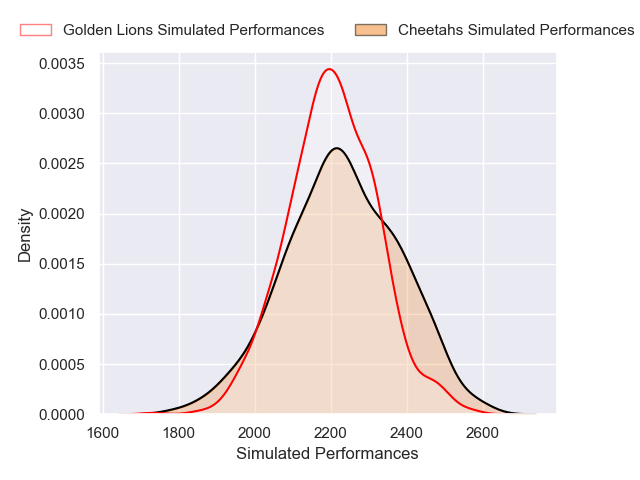 Golden Lions Simulated Performances Cheetahs Simulated Performances
0.0035
0.0030
0.0025
0.0020
0.0015
0.0010
0.0005
0.0000
Density
1600 1800 2000 2200 2400 2600
Simulated Performances